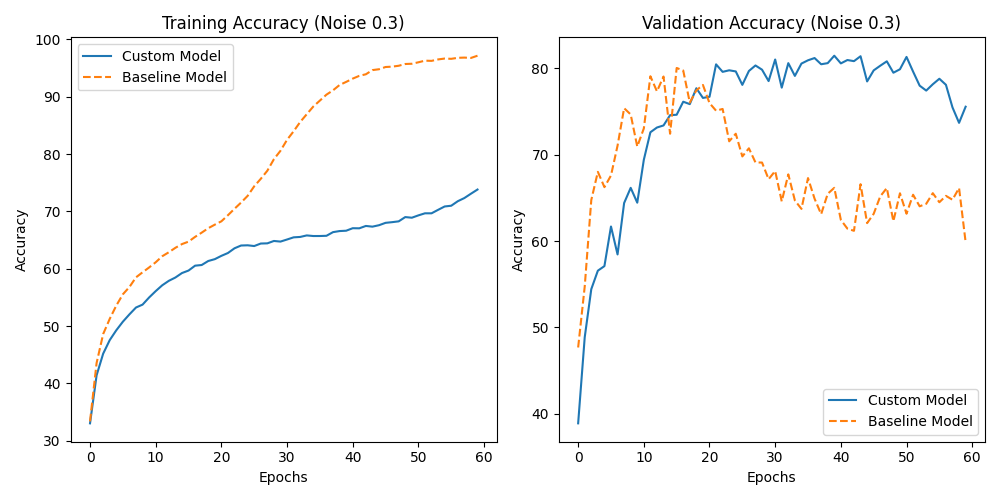 Training Accuracy (Noise 0.3)
Custom Model
Baseline Model
Accuracy
100
90
80
70
60
50
40
30
0 10 20 30 40 50 60
Epochs
Validation Accuracy (Noise 0.3)
Accuracy
80
70
60
50
40
Custom Model
Baseline Model
0 10 20 30 40 50 60
Epochs